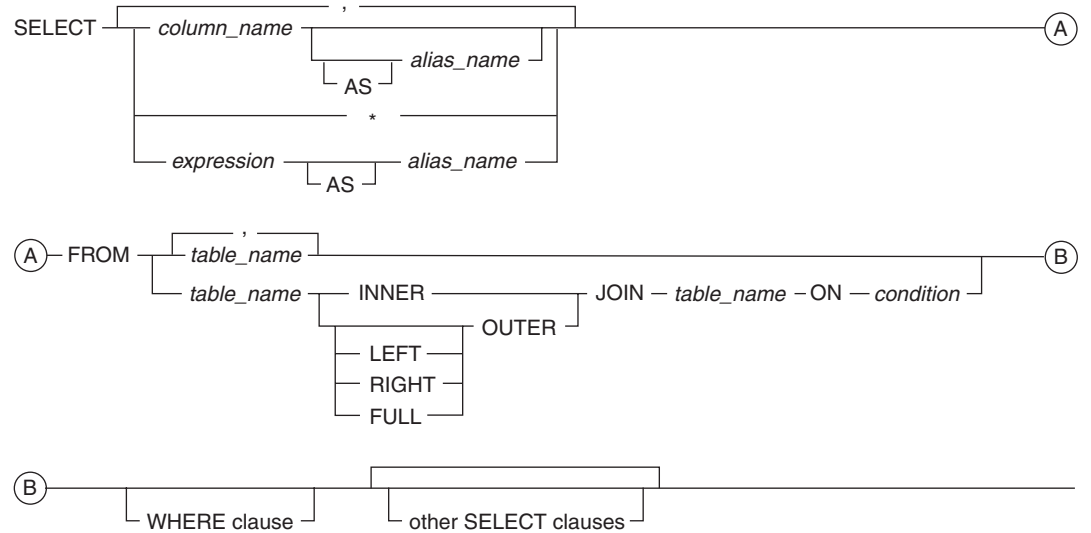 ,
SELECT column_name A
alias_name
AS
*
expression alias_name
AS
,
A FROM table_name B
table_name INNER JOIN table_name ON condition
OUTER
LEFT
RIGHT
FULL
B
WHERE clause other SELECT clauses